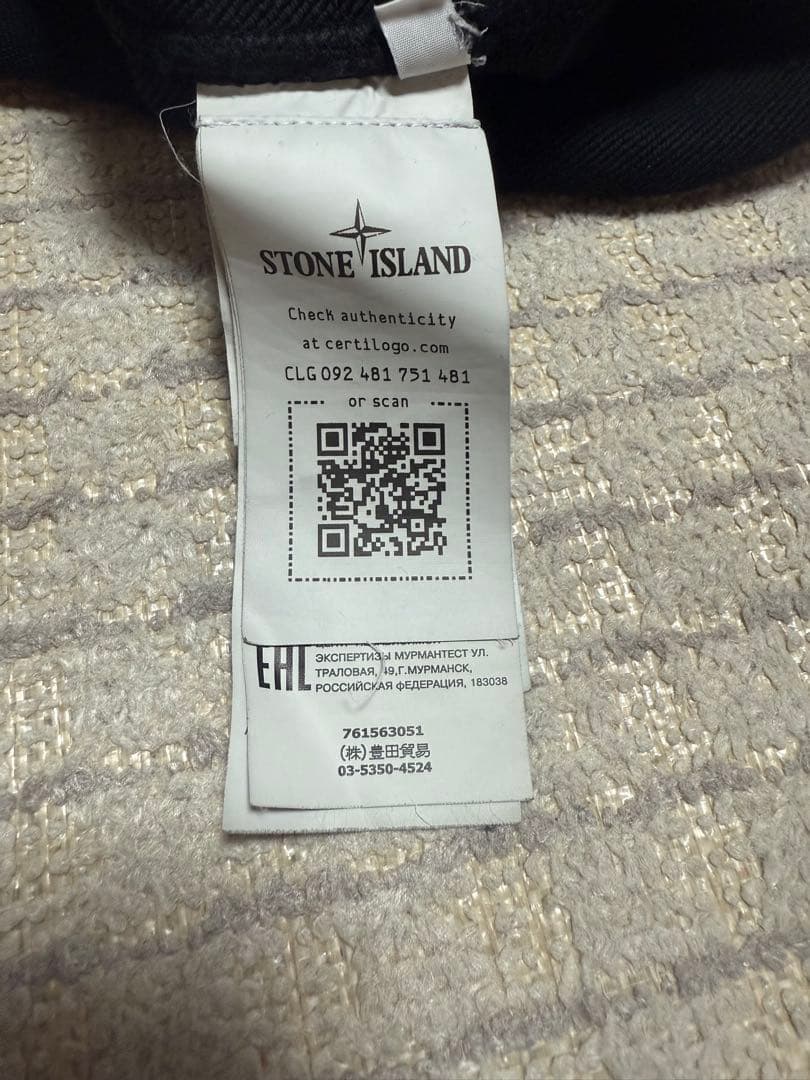 STONE ISLAND
Check authenticity
at certilogo.com
CLG 092 481 751 481
or scan
EAC
ЭКСПЕРТИЗЫ МУРМАНТЕСТ УЛ.
ТРАЛОВАЯ, 49,Г.МУРМАНСК,
РОССИЙСКАЯ ФЕДЕРАЦИЯ, 183038
761563051
(株)豊田貿易
03-5350-4524